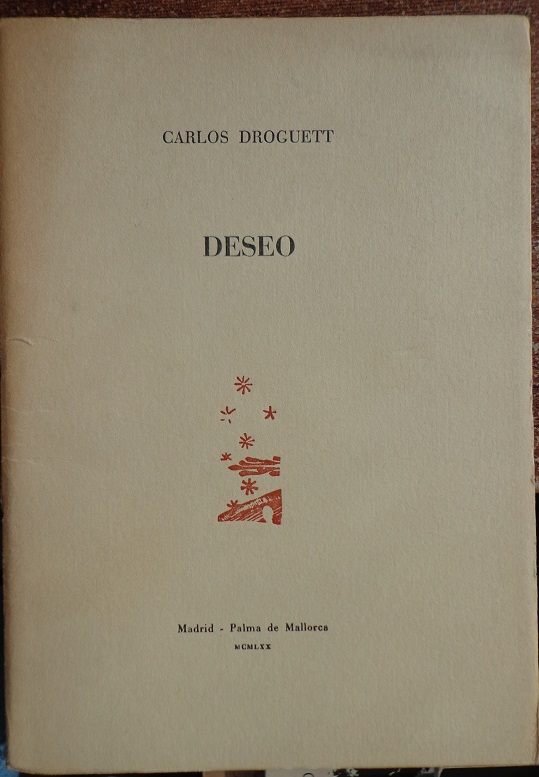 CARLOS DROGUETT
DESEO
Madrid - Palma de Mallorca
MCMLXX